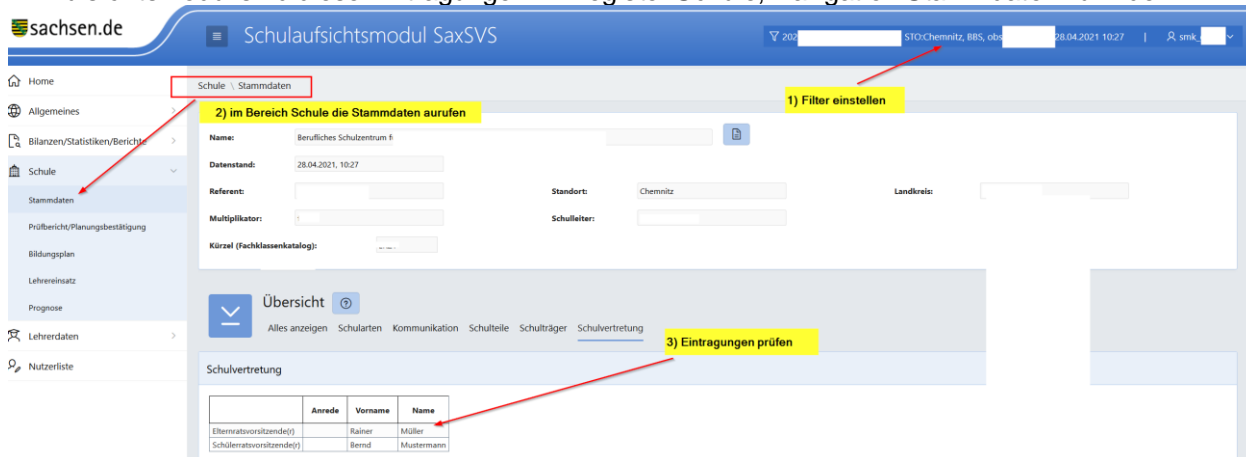 sachsen.de
Schulaufsichtsmodul SaxSVS
202
STO:Chemnitz, BBS, obs
28.04.2021 10:27 | smk_
Home
Allgemeines
Bilanzen/Statistiken/Berichte
Schule
Stammdaten
Prüfbericht/Planungsbestätigung
Bildungsplan
Lehrereinsatz
Prognose
Lehrerdaten
Nutzerliste
Schule \ Stammdaten
1) Filter einstellen
2) im Bereich Schule die Stammdaten aurufen
Name: Berufliches Schulzentrum
Datenstand: 28.04.2021, 10:27
Referent: Standort: Chemnitz Landkreis:
Multiplikator: Schulleiter:
Kürzel (Fachklassenkatalog):
Übersicht
Alles anzeigen Schularten Kommunikation Schulteile Schulträger Schulvertretung
3) Eintragungen prüfen
Schulvertretung
Anrede Vorname Name
Elternratsvorsitzende(r) Rainer Müller
Schülerratsvorsitzende(r) Bernd Mustermann